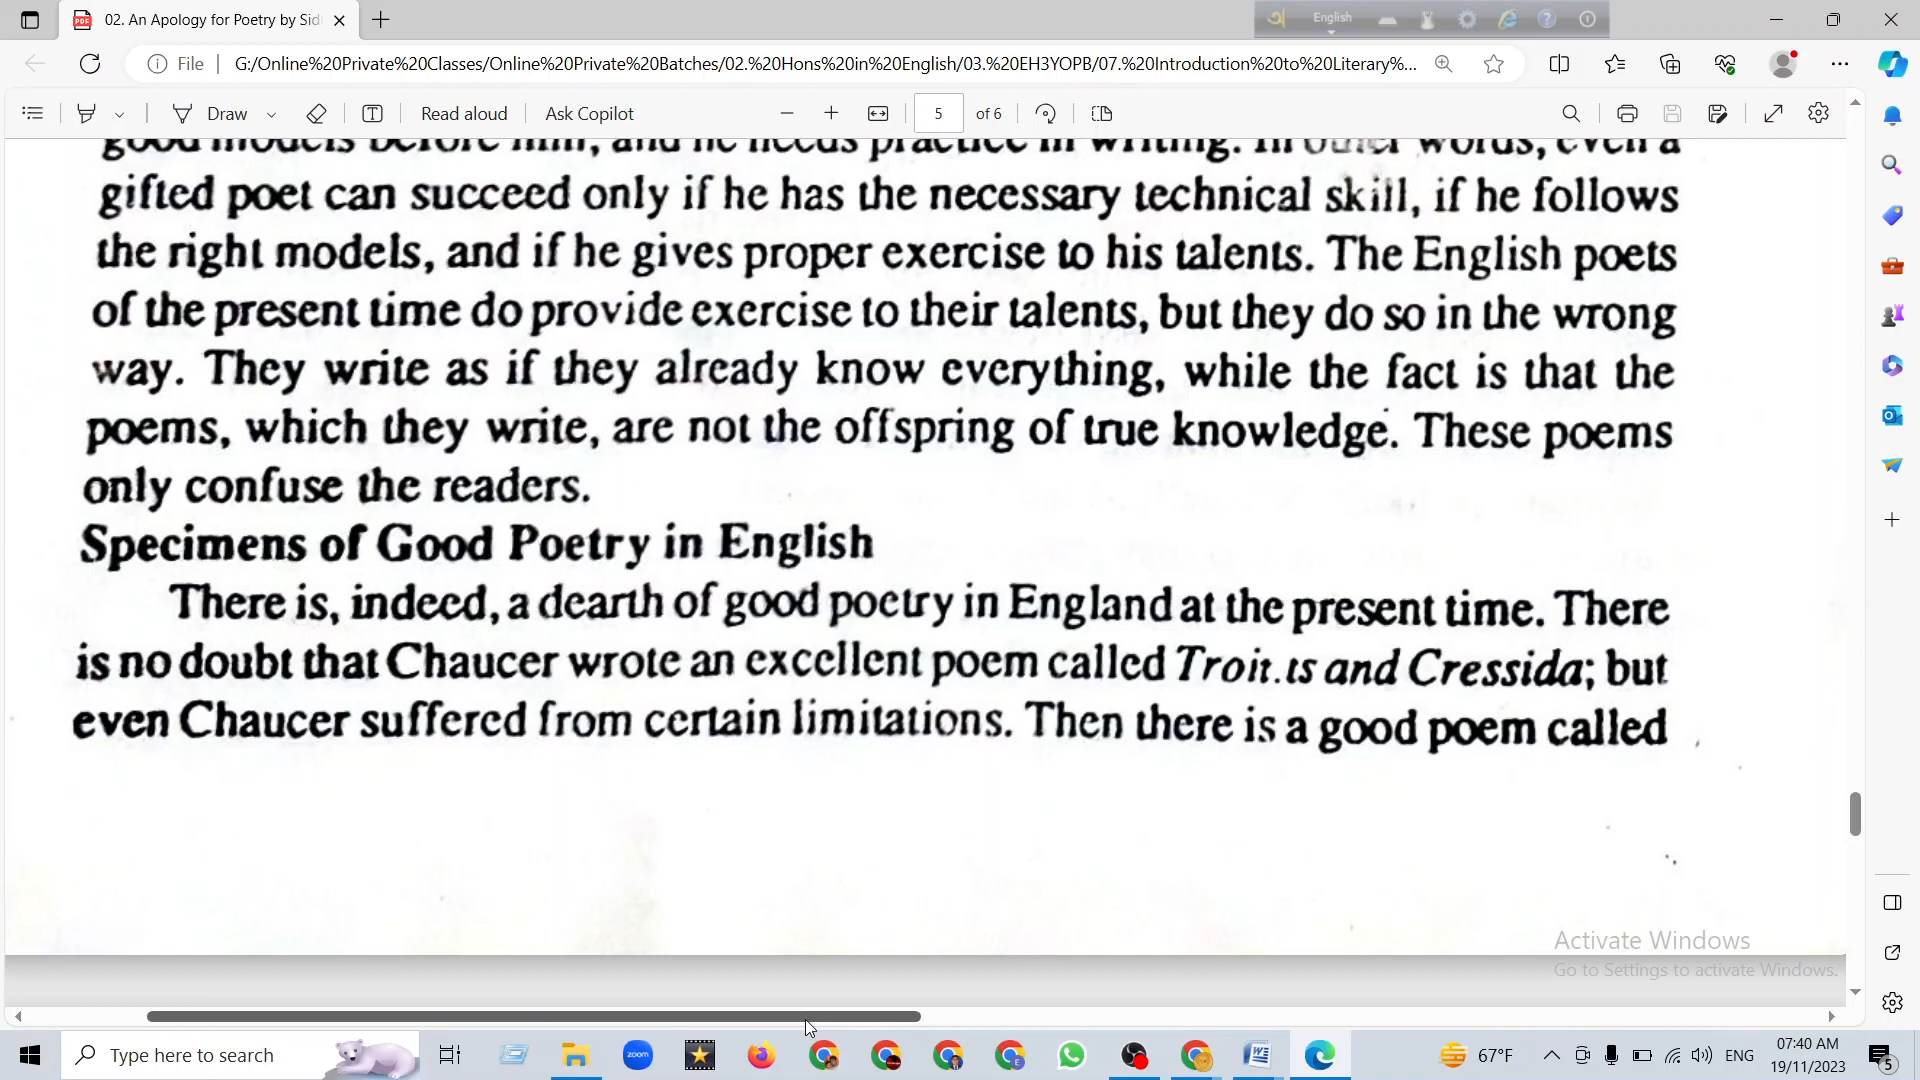 02. An Apology for Poetry by Sid
English
File
G:/Online%20Private%20Classes/Online%20Private%20Batches/02.%20Hons%20in%20English/03.%20EH3YOPB/07.%20Introduction%20to%20Literary%...
Draw
Read aloud
Ask Copilot
5
of 6
good models before him, and he needs practice in writing. In other words, even a
gifted poet can succeed only if he has the necessary technical skill, if he follows
the right models, and if he gives proper exercise to his talents. The English poets
of the present time do provide exercise to their talents, but they do so in the wrong
way. They write as if they already know everything, while the fact is that the
poems, which they write, are not the offspring of true knowledge. These poems
only confuse the readers.
Specimens of Good Poetry in English
There is, indeed, a dearth of good poetry in England at the present time. There
is no doubt that Chaucer wrote an excellent poem called and Cressida; but
even Chaucer suffered from certain limitations. Then there is a good poem called
Activate Windows
Go to Settings to activate Windows.
Type here to search
zoom
67°F
ENG
07:40 AM
19/11/2023
5